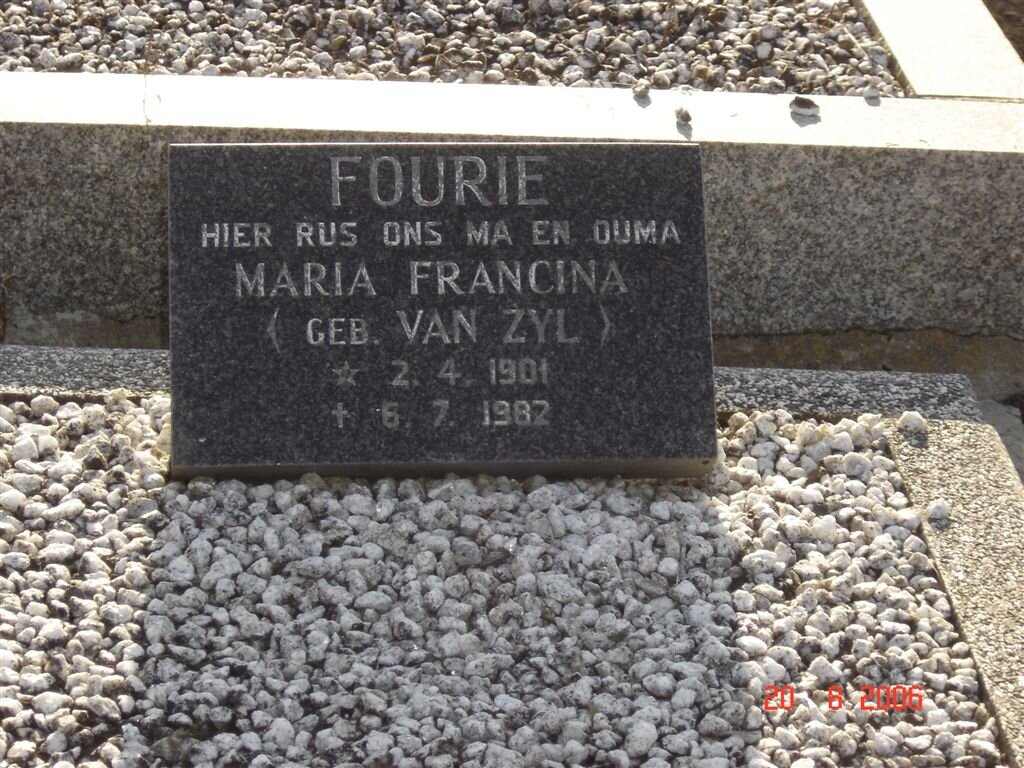 FOURIE
HIER RUS ONS MA EN OUMA
MARIA FRANCINA
( GEB. VAN ZYL )
☆ 2. 4. 1901
✝ 6. 7. 1982
20 8 2006